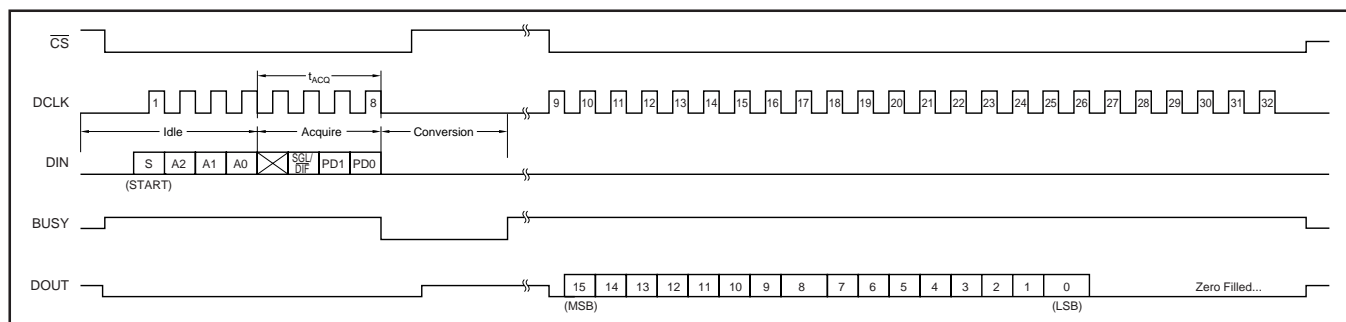 CS
tACQ
DCLK 1 8 9 10 11 12 13 14 15 16 17 18 19 20 21 22 23 24 25 26 27 28 29 30 31 32
Idle Acquire Conversion
DIN S A2 A1 A0 SGL/DIF PD1 PD0
(START)
BUSY
DOUT 15 14 13 12 11 10 9 8 7 6 5 4 3 2 1 0 Zero Filled...
(MSB) (LSB)